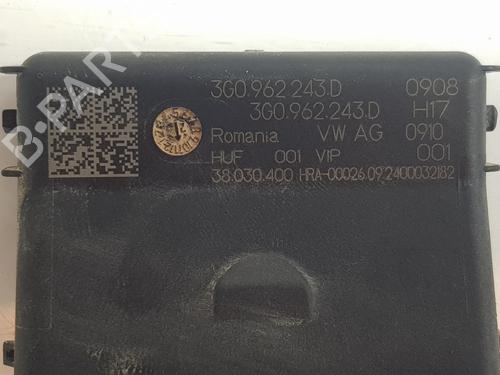 B-PARTS
3G0.962.243.D 0908
3G0.962.243.D H17
Romania VW AG 0910
HUF 001 VIP 001
38.030.400 HRA-00026.09.2400032182